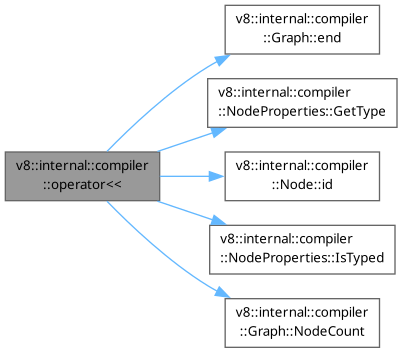 v8::internal::compiler
::Graph::end
v8::internal::compiler
::NodeProperties::GetType
v8::internal::compiler
::operator<<
v8::internal::compiler
::Node::id
v8::internal::compiler
::NodeProperties::IsTyped
v8::internal::compiler
::Graph::NodeCount